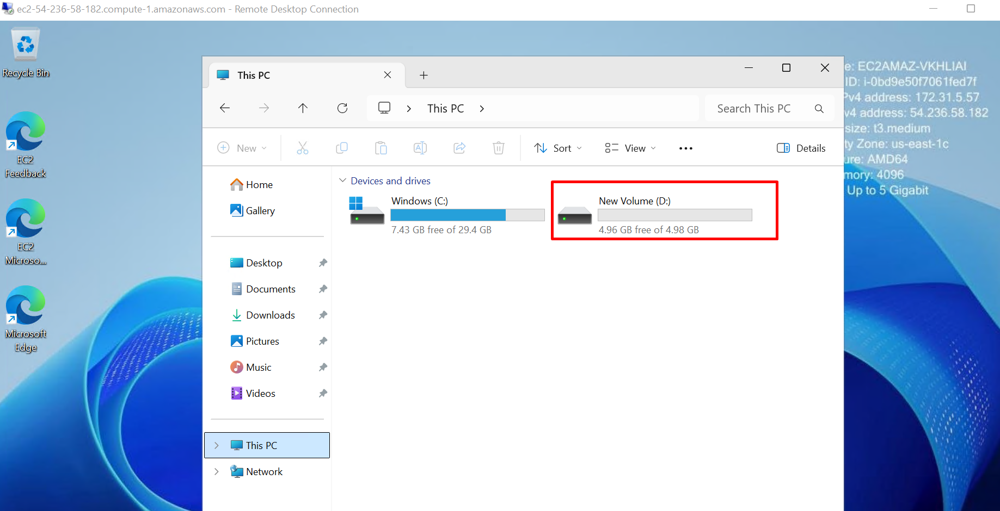 ec2-54-236-58-182.compute-1.amazonaws.com - Remote Desktop Connection
Recycle Bin
EC2
Feedback
EC2
Microso...
Microsoft
Edge
This PC
This PC
Search This PC
New
Sort
View
Details
Home
Gallery
Desktop
Documents
Downloads
Pictures
Music
Videos
This PC
Network
Devices and drives
Windows (C:)
7.43 GB free of 29.4 GB
New Volume (D:)
4.96 GB free of 4.98 GB
e: EC2AMAZ-VKHLIAI
ID: i-0bd9e50f7061fed7f
Pv4 address: 172.31.5.57
v4 address: 54.236.58.182
size: t3.medium
ty Zone: us-east-1c
ure: AMD64
mory: 4096
Up to 5 Gigabit